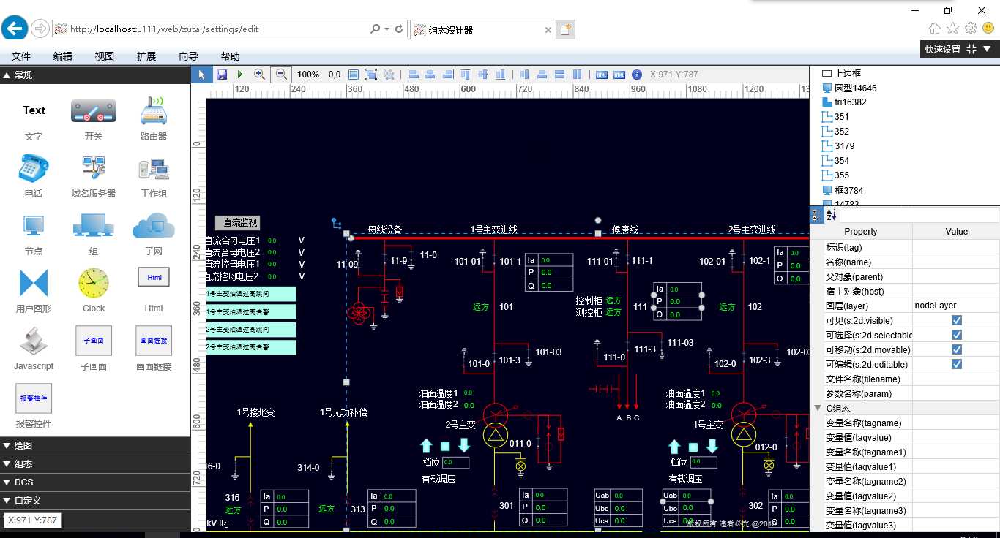 http://localhost:8111/web/zutai/settings/edit
组态设计器
文件 编辑 视图 扩展 向导 帮助
快速设置
常规
Text
文字 开关 路由器
电话 域名服务器 工作组
节点 组 子网
Html
用户图形 Clock Html
子画面 画面链接
Javascript 子画面 画面链接
报警控件
报警控件
绘图
组态
DCS
自定义
X:971 Y:787
100% 0,0 HTML HTML X:971 Y:787
120 240 360 480 600 720 840 960 1080 1200
0
120
240
360
480
600
720
直流监视
直流合母电压1 0.0 V
直流合母电压2 0.0 V
直流控母电压1 0.0 V
直流控母电压2 0.0 V
1号主变油温过高跳闸
1号主变油温过高告警
2号主变油温过高跳闸
2号主变油温过高告警
母线设备 1号主变进线 候康线 2号主变进线
11-09 11-9 11-0
101-01 101-1
Ia 0.0
P 0.0
Q 0.0
远方 101
101-0 101-3 101-03
111-01 111-1
控制柜 远方
测控柜 远方
111
Ia 0.0
P 0.0
Q 0.0
111-0 111-3 111-03
A B C
102-01 102-1
Ia 0.0
P 0.0
Q 0.0
远方 102
102-0 102-3
油面温度1 0.0
油面温度2 0.0
2号主变
011-0
档位 0.0
有载调压
油面温度1 0.0
油面温度2 0.0
1号主变
012-0
档位 0.0
有载调压
1号接地变
316
远方
Ia 0.0
P 0.0
Q 0.0
1号无功补偿
314-0
远方 313
Ia 0.0
P 0.0
Q 0.0
301
Ia 0.0
P 0.0
Q 0.0
Uab 0.0
Ubc 0.0
Uca 0.0
Uab 0.0
Ubc 0.0
Uca 0.0
302
Ia 0.0
P 0.0
Q 0.0
版权所有 违者必究 @2019
上边框
圆型14646
tri16382
351
352
3179
354
355
框3784
14783
Property Value
标识(tag)
名称(name)
父对象(parent)
宿主对象(host)
图层(layer) nodeLayer
可见(s:2d.visible)
可选择(s:2d.selectable
可移动(s:2d.movable)
可编辑(s:2d.editable)
文件名称(filename)
参数名称(param)
C组态
变量名称(tagname)
变量值(tagvalue)
变量名称(tagname1)
变量值(tagvalue1)
变量名称(tagname2)
变量值(tagvalue2)
变量名称(tagname3)
变量值(tagvalue3)